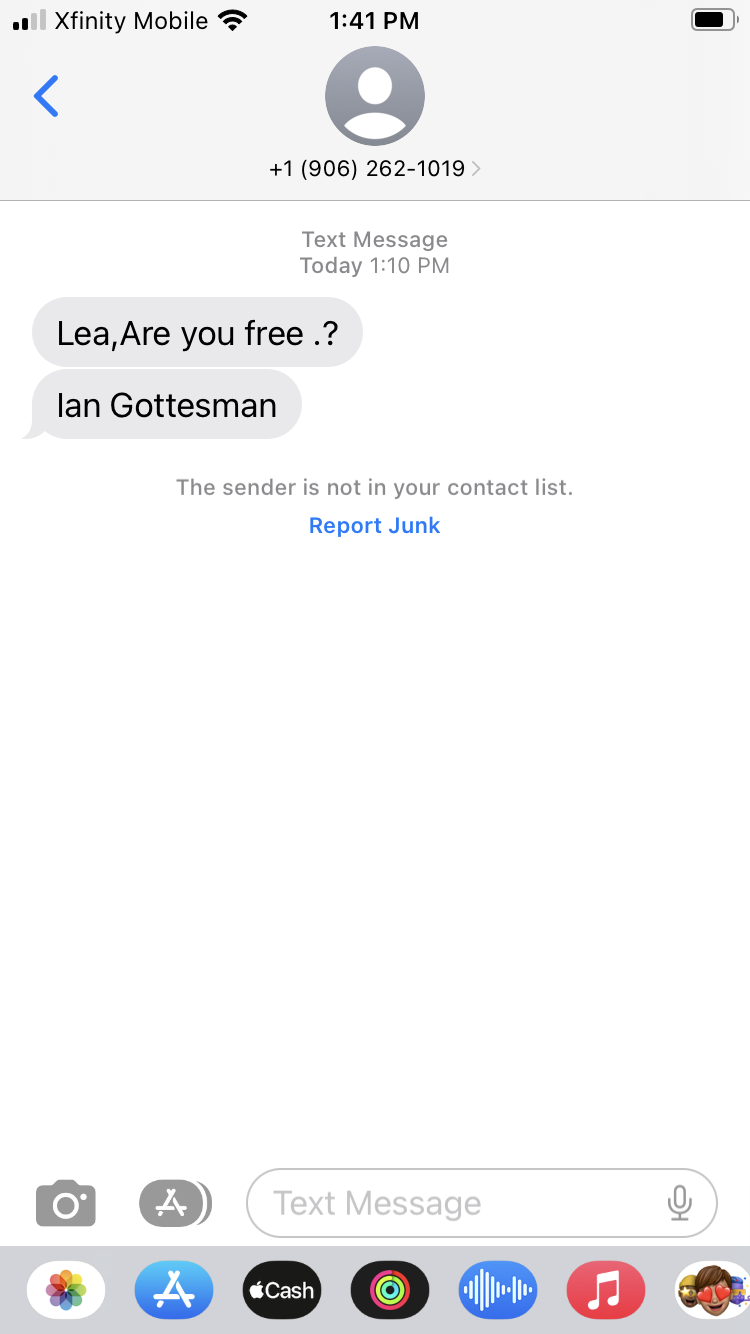 Xfinity Mobile 1:41 PM
+1 (906) 262-1019
Text Message
Today 1:10 PM
Lea,Are you free .?
Ian Gottesman
The sender is not in your contact list.
Report Junk
Text Message
Cash